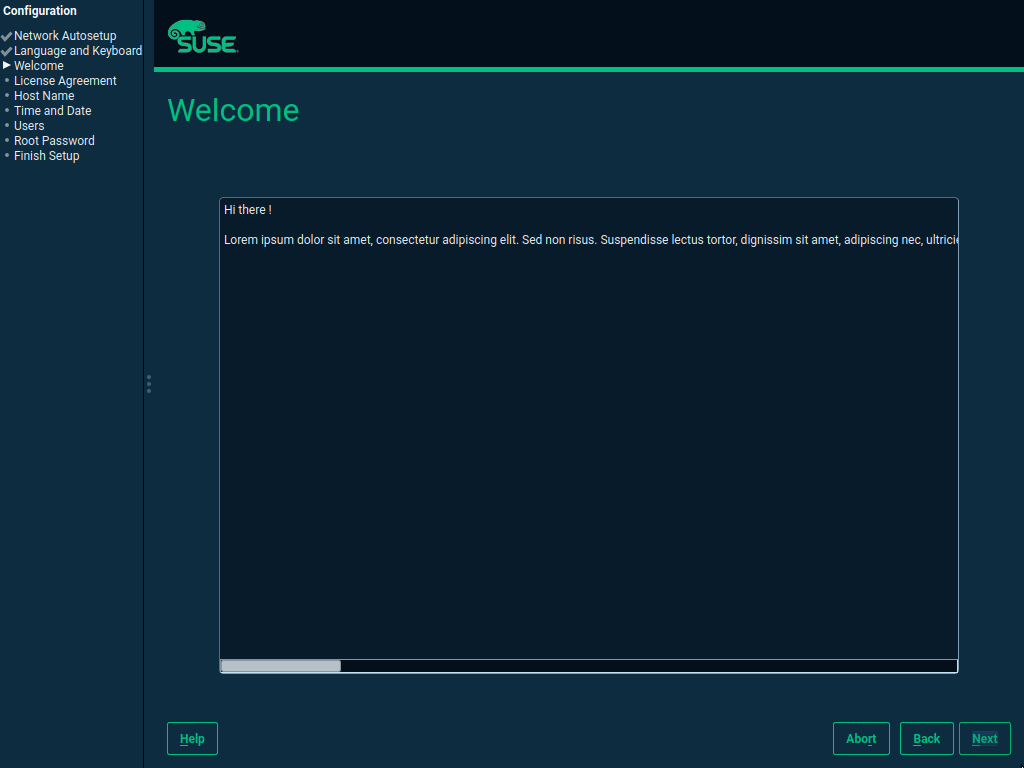 Configuration
Network Autosetup
Language and Keyboard
Welcome
License Agreement
Host Name
Time and Date
Users
Root Password
Finish Setup
SUSE
Welcome
Hi there !
Lorem ipsum dolor sit amet, consectetur adipiscing elit. Sed non risus. Suspendisse lectus tortor, dignissim sit amet, adipiscing nec,
Help
Abort
Back
Next